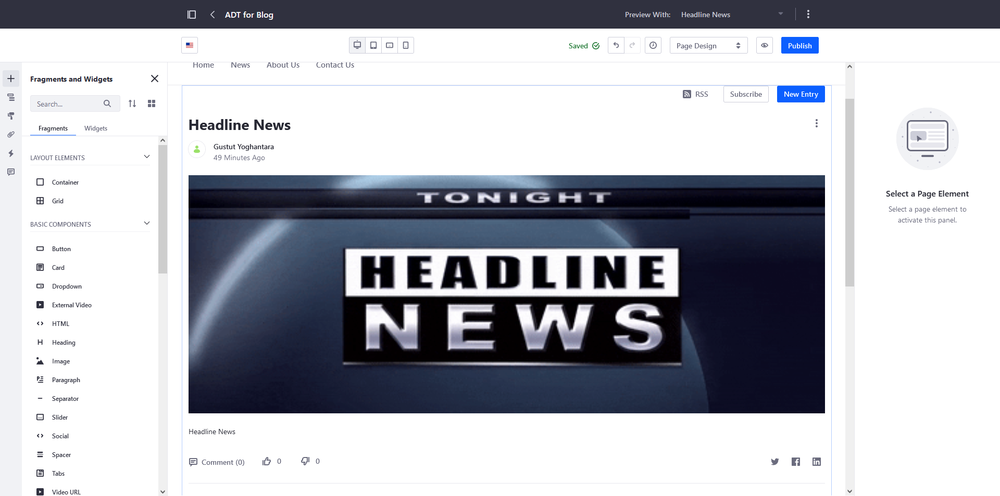 ADT for Blog
Preview With:
Headline News
Saved
Page Design
Publish
Fragments and Widgets
Search...
Fragments
Widgets
LAYOUT ELEMENTS
Container
Grid
BASIC COMPONENTS
Button
Card
Dropdown
External Video
HTML
Heading
Image
Paragraph
Separator
Slider
Social
Spacer
Tabs
Video URL
Home
News
About Us
Contact Us
RSS
Subscribe
New Entry
Headline News
Gustut Yoghantara
49 Minutes Ago
TONIGHT
HEADLINE
NEWS
Headline News
Comment (0)
0
0
Select a Page Element
Select a page element to
activate this panel.